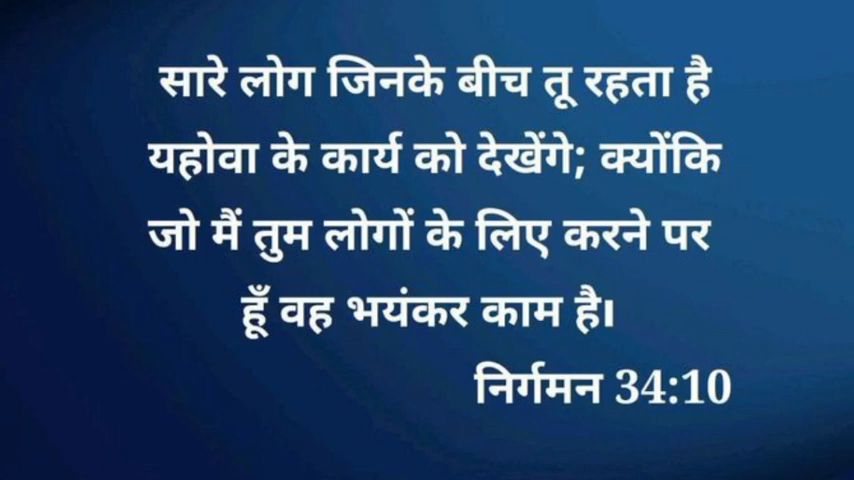 सारे लोग जिनके बीच तू रहता है
यहोवा के कार्य को देखेंगे; क्योंकि
जो मैं तुम लोगों के लिए करने पर
हूँ वह भयंकर काम है।
निर्गमन 34:10